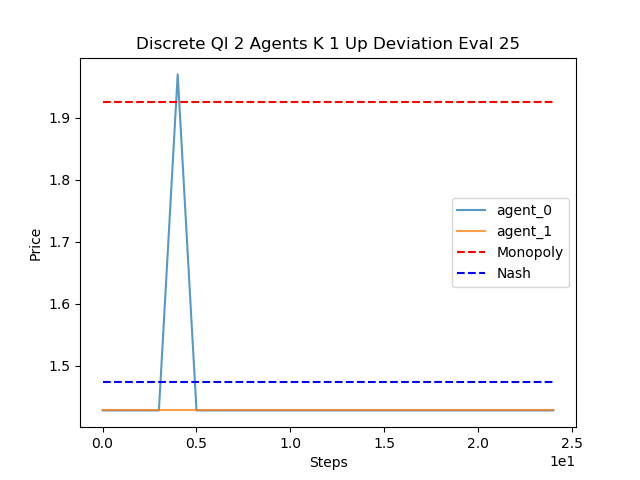 Discrete Ql 2 Agents K 1 Up Deviation Eval 25
Price
1.9
1.8
1.7
1.6
1.5
agent_0
agent_1
Monopoly
Nash
0.0 0.5 1.0 1.5 2.0 2.5
1e1
Steps